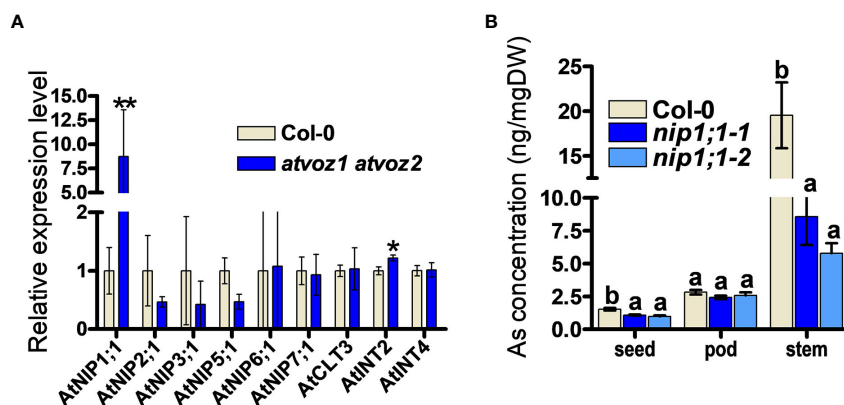 A
Relative expression level
15.0
12.5
10.0
7.5
5.0
2
1
0
**
*
Col-0
atvoz1 atvoz2
AtNIP1;1
AtNIP2;1
AtNIP3;1
AtNIP5;1
AtNIP6;1
AtNIP7;1
AtCLT3
AtINT2
AtINT4
B
As concentration (ng/mgDW)
25
20
15
10.0
7.5
5.0
2.5
0.0
Col-0
nip1;1-1
nip1;1-2
b a a
a a a
b a a
seed pod stem